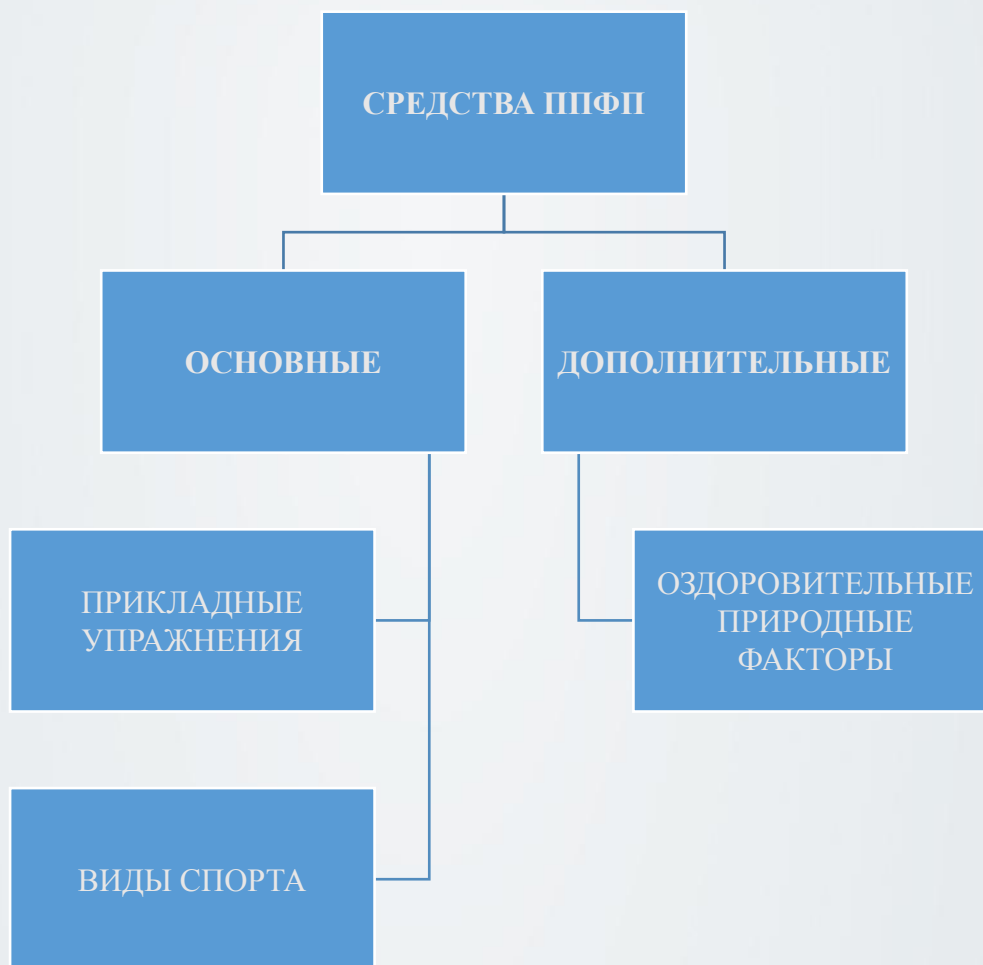 СРЕДСТВА ППФП
ОСНОВНЫЕ
ДОПОЛНИТЕЛЬНЫЕ
ПРИКЛАДНЫЕ
УПРАЖНЕНИЯ
ОЗДОРОВИТЕЛЬНЫЕ
ПРИРОДНЫЕ
ФАКТОРЫ
ВИДЫ СПОРТА